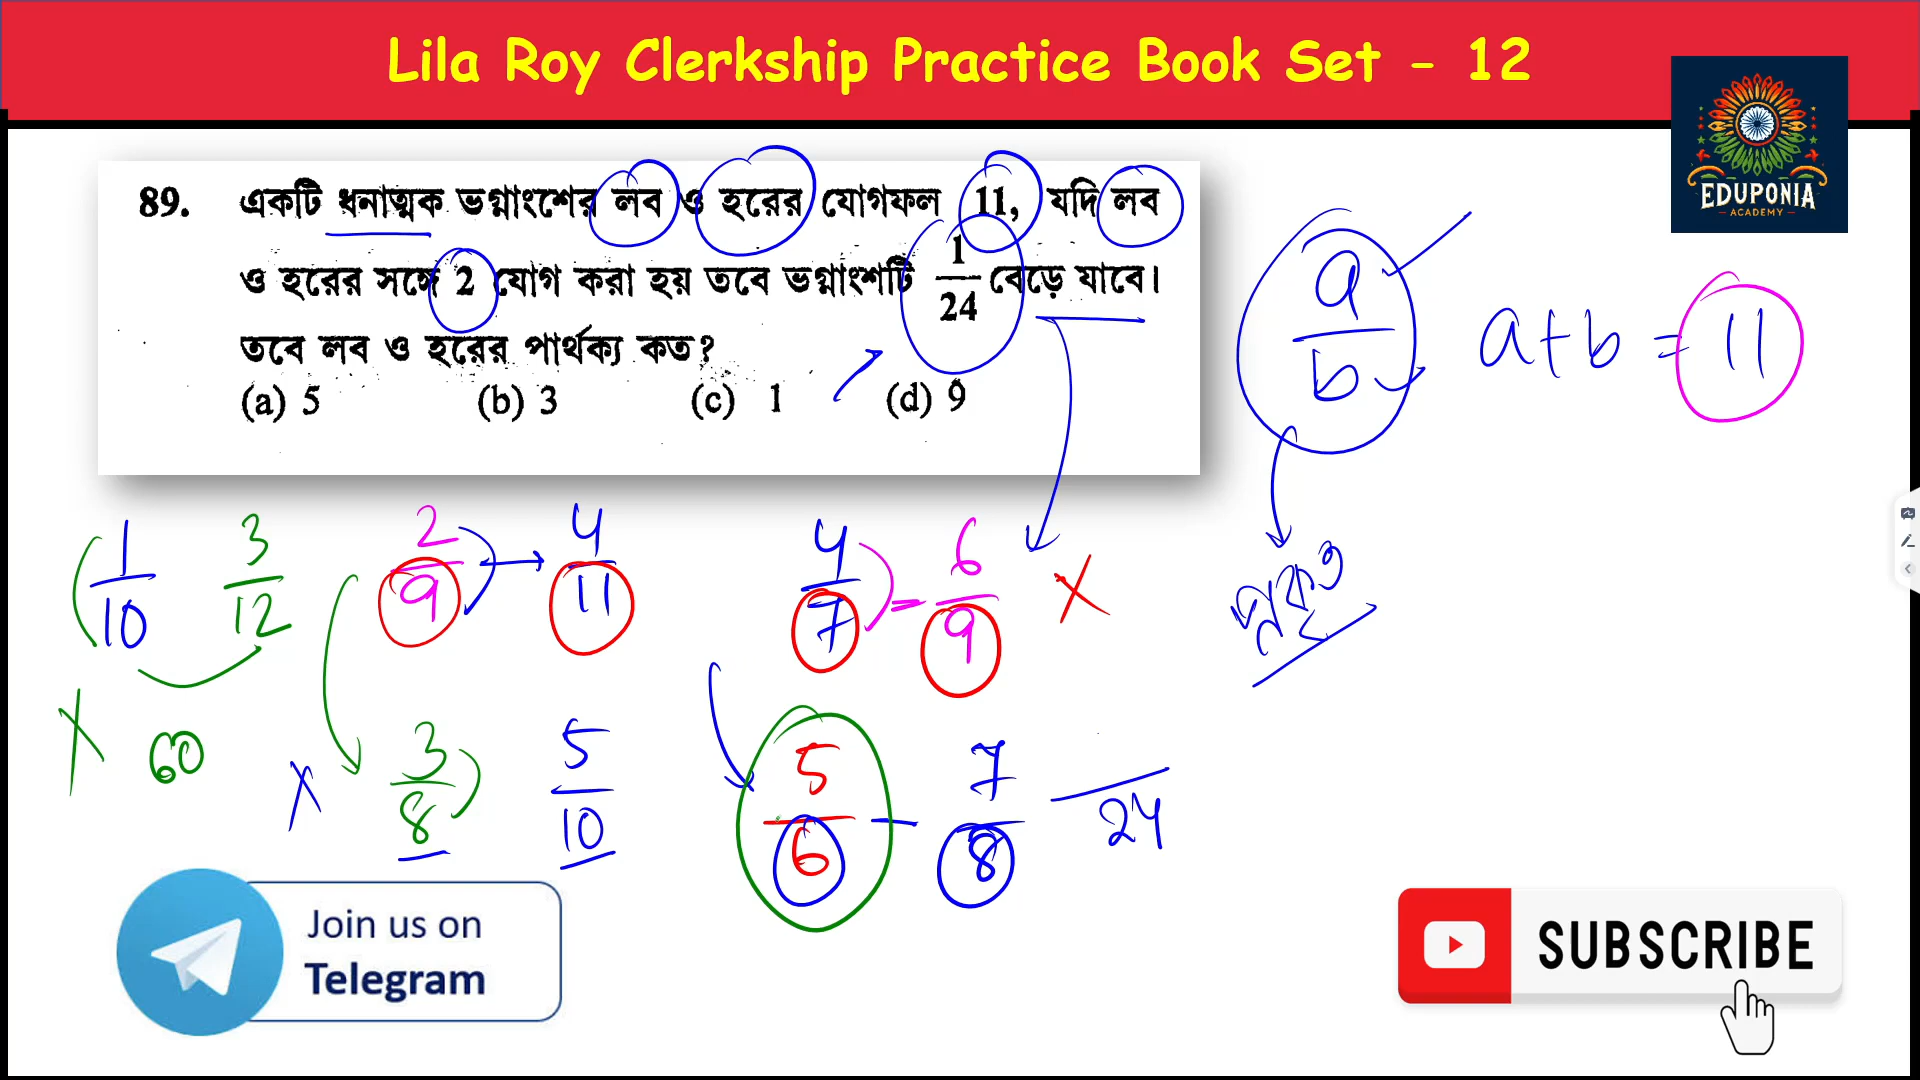 Lila Roy Clerkship Practice Book Set - 12
EDUPONIA
ACADEMY
89. একটি ধনাত্মক ভগ্নাংশের লব ও হরের যোগফল 11, যদি লব
ও হরের সঙ্গে 2 যোগ করা হয় তবে ভগ্নাংশটি 1/24 বেড়ে যাবে।
তবে লব ও হরের পার্থক্য কত?
(a) 5 (b) 3 (c) 1 (d) 9
a/b a+b = 11
1/10 3/12 2/9 → 4/11 4/7 = 6/9 X
প্রকৃত
X 60 X 3/8 5/10 5/6 - 7/8 /24
Join us on
Telegram
SUBSCRIBE